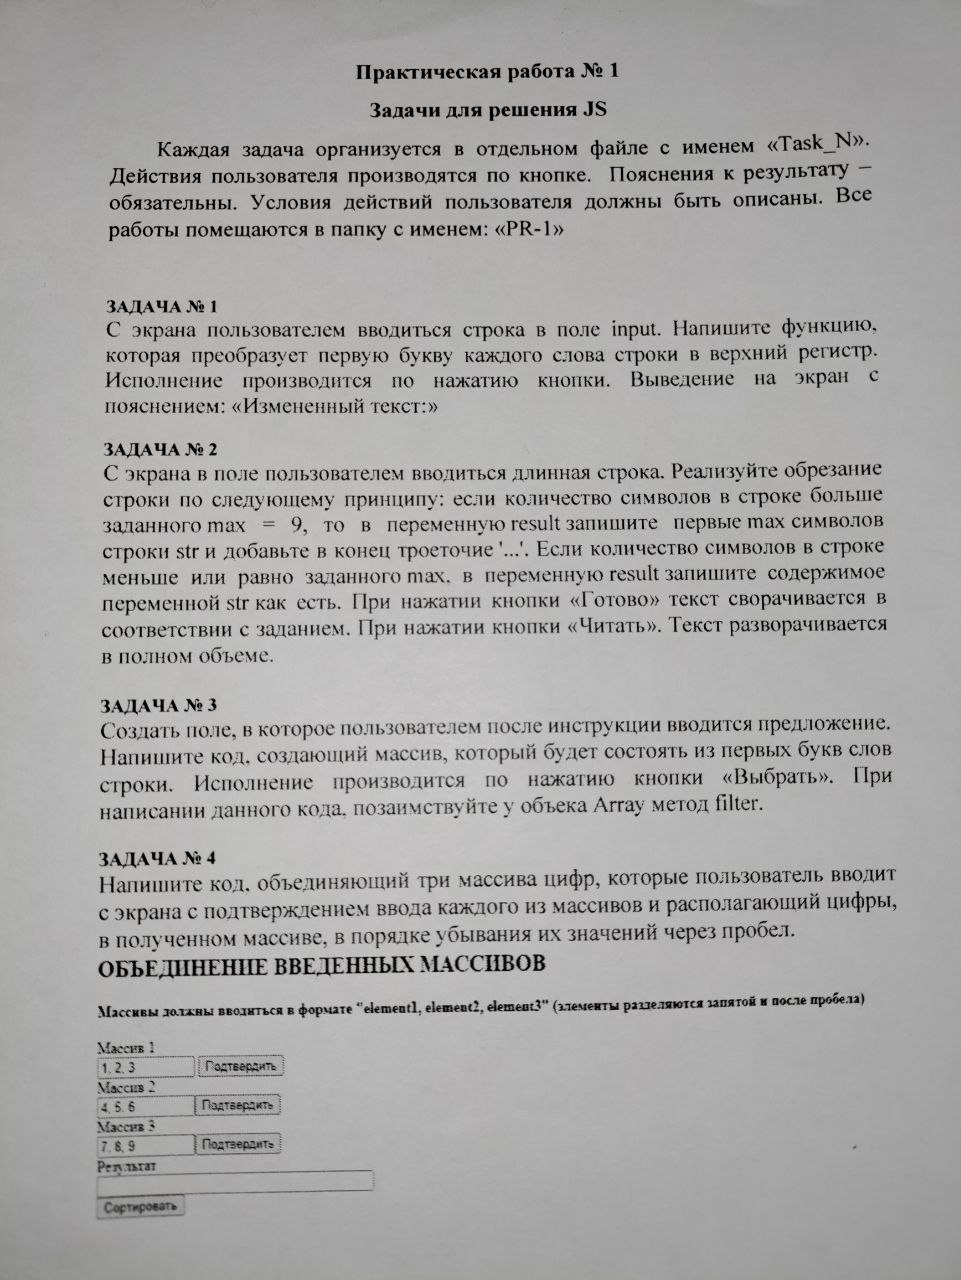 Практическая работа № 1
Задачи для решения JS
Каждая задача организуется в отдельном файле с именем «Task_N».
Действия пользователя производятся по кнопке. Пояснения к результату –
обязательны. Условия действий пользователя должны быть описаны. Все
работы помещаются в папку с именем: «PR-1»
ЗАДАЧА № 1
С экрана пользователем вводиться строка в поле input. Напишите функцию,
которая преобразует первую букву каждого слова строки в верхний регистр.
Исполнение производится по нажатию кнопки. Выведение на экран с
пояснением: «Измененный текст:»
ЗАДАЧА № 2
С экрана в поле пользователем вводиться длинная строка. Реализуйте обрезание
строки по следующему принципу: если количество символов в строке больше
заданного max = 9, то в переменную result запишите первые max символов
строки str и добавьте в конец троеточие '...'. Если количество символов в строке
меньше или равно заданного max, в переменную result запишите содержимое
переменной str как есть. При нажатии кнопки «Готово» текст сворачивается в
соответствии с заданием. При нажатии кнопки «Читать». Текст разворачивается
в полном объеме.
ЗАДАЧА № 3
Создать поле, в которое пользователем после инструкции вводится предложение.
Напишите код, создающий массив, который будет состоять из первых букв слов
строки. Исполнение производится по нажатию кнопки «Выбрать». При
написании данного кода, позаимствуйте у объека Array метод filter.
ЗАДАЧА № 4
Напишите код, объединяющий три массива цифр, которые пользователь вводит
с экрана с подтверждением ввода каждого из массивов и располагающий цифры,
в полученном массиве, в порядке убывания их значений через пробел.
ОБЪЕДИНЕНИЕ ВВЕДЕННЫХ МАССИВОВ
Массивы должны вводиться в формате "element1, element2, element3" (элементы разделяются запятой и после пробела)
Массив 1
1, 2, 3 Подтвердить
Массив 2
4, 5, 6 Подтвердить
Массив 3
7, 8, 9 Подтвердить
Результат
Сортировать